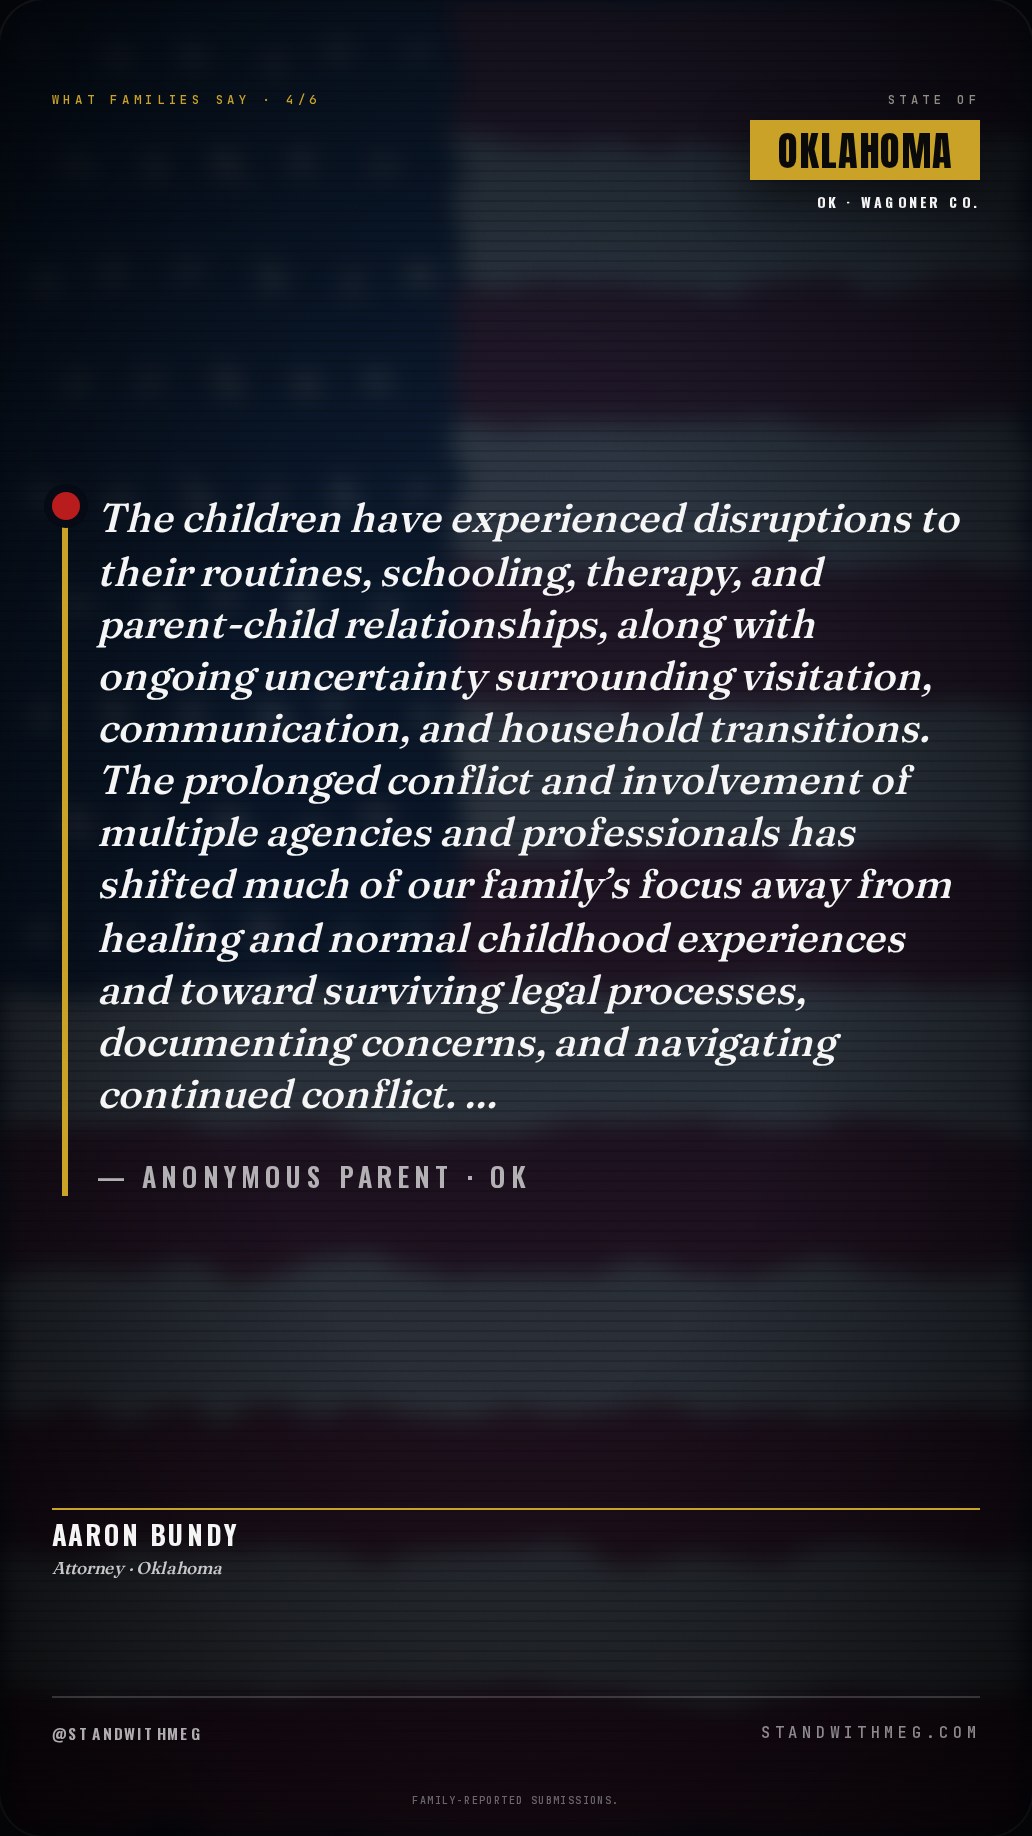 WHAT FAMILIES SAY · 4/6
STATE OF
OKLAHOMA
OK · WAGONER CO.
The children have experienced disruptions to
their routines, schooling, therapy, and
parent-child relationships, along with
ongoing uncertainty surrounding visitation,
communication, and household transitions.
The prolonged conflict and involvement of
multiple agencies and professionals has
shifted much of our family’s focus away from
healing and normal childhood experiences
and toward surviving legal processes,
documenting concerns, and navigating
continued conflict. ...
— ANONYMOUS PARENT · OK
AARON BUNDY
Attorney · Oklahoma
@STANDWITHMEG
STANDWITHMEG.COM
FAMILY-REPORTED SUBMISSIONS.